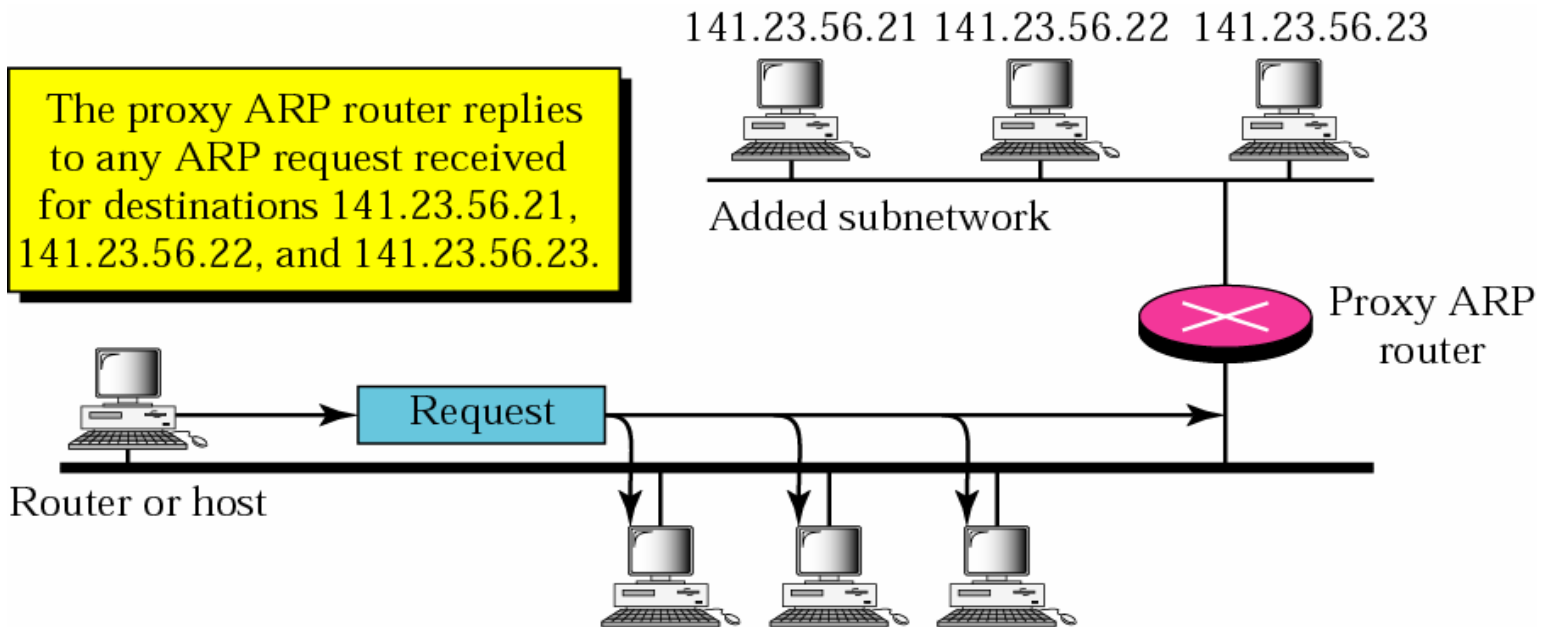 141.23.56.21 141.23.56.22 141.23.56.23
The proxy ARP router replies
to any ARP request received
for destinations 141.23.56.21,
141.23.56.22, and 141.23.56.23.
Added subnetwork
Proxy ARP
router
Request
Router or host